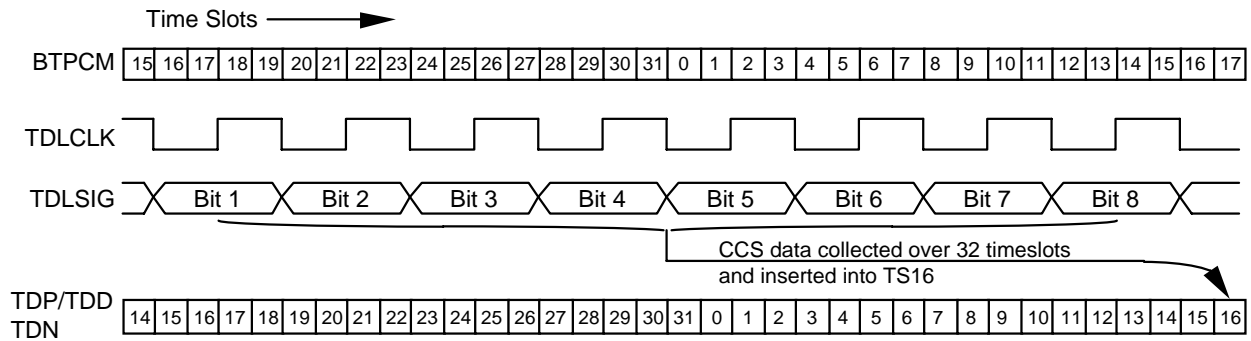 Time Slots
BTPCM 15 16 17 18 19 20 21 22 23 24 25 26 27 28 29 30 31 0 1 2 3 4 5 6 7 8 9 10 11 12 13 14 15 16 17
TDLCLK
TDLSIG Bit 1 Bit 2 Bit 3 Bit 4 Bit 5 Bit 6 Bit 7 Bit 8
CCS data collected over 32 timeslots
and inserted into TS16
TDP/TDD
TDN 14 15 16 17 18 19 20 21 22 23 24 25 26 27 28 29 30 31 0 1 2 3 4 5 6 7 8 9 10 11 12 13 14 15 16